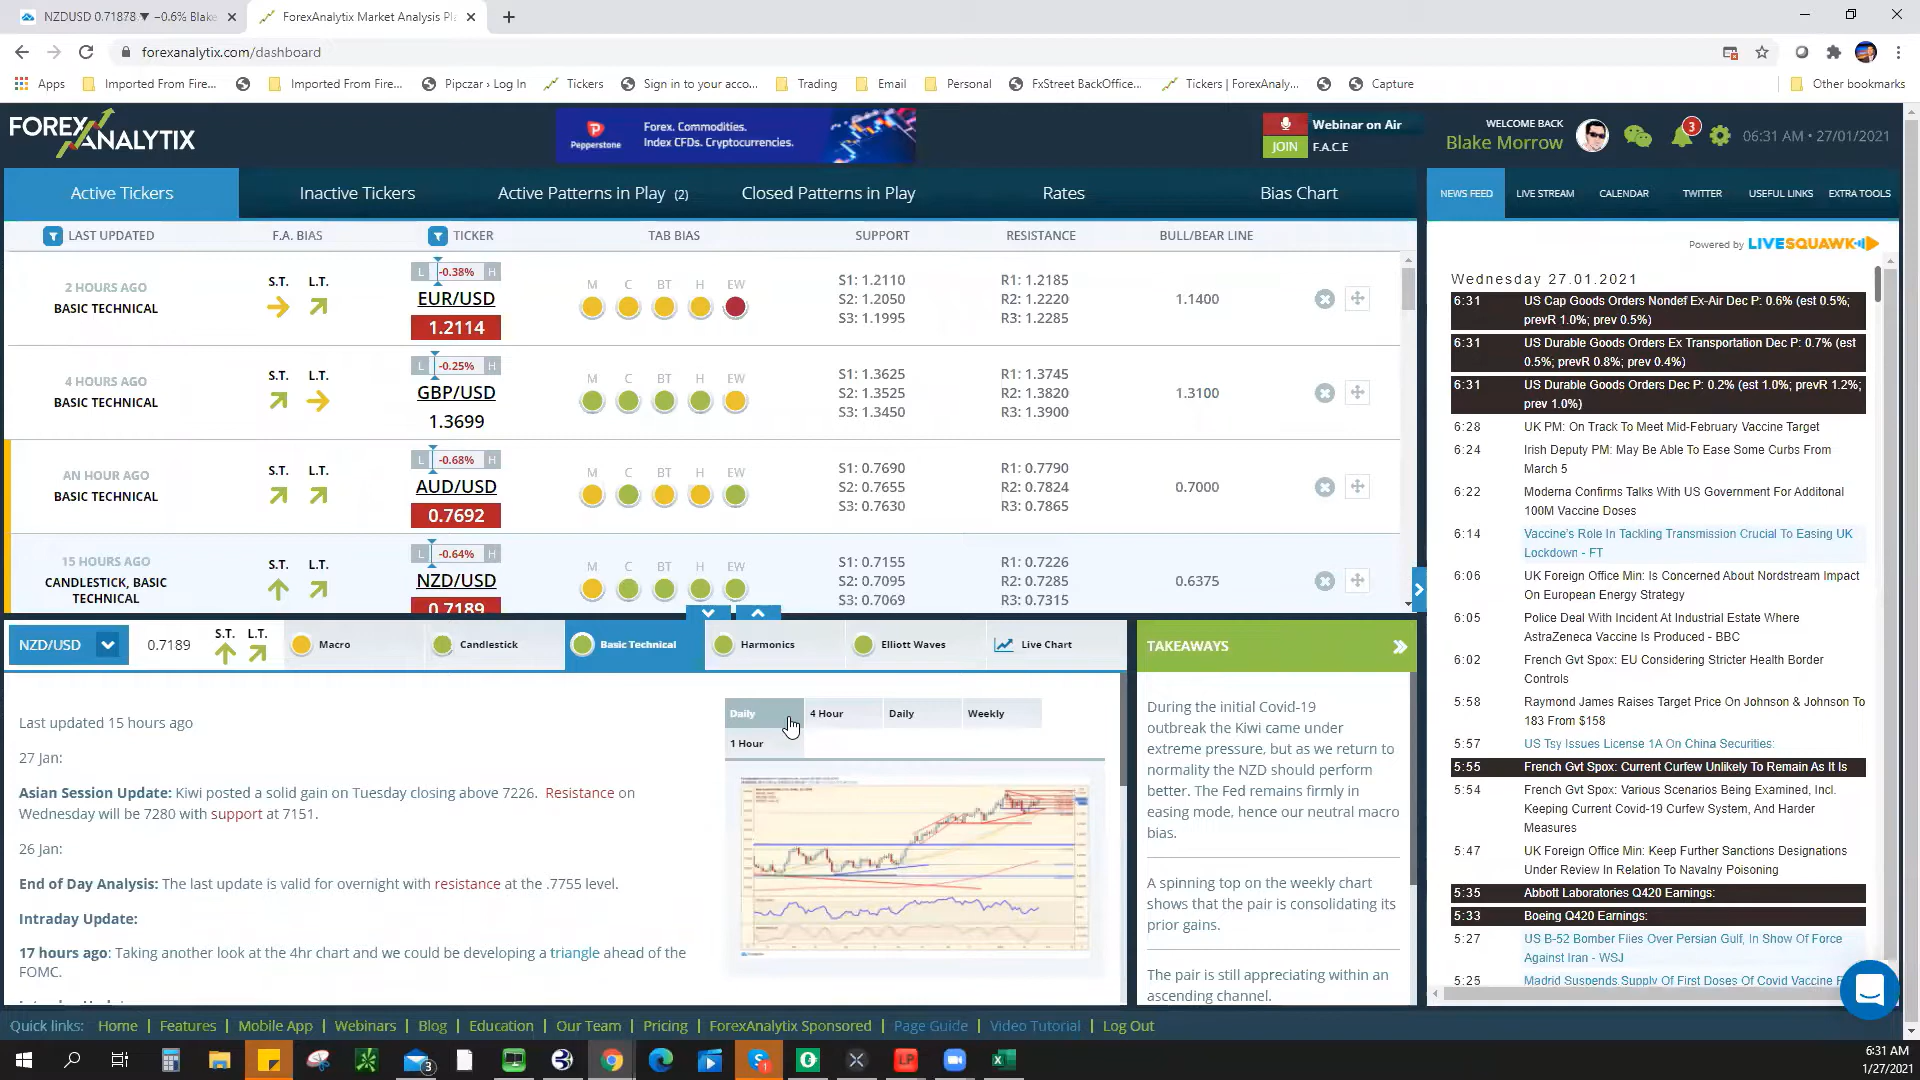 NZDUSD 0.71878 ▼ −0.6% Blake
ForexAnalytix Market Analysis Pla
forexanalytix.com/dashboard
Apps
Imported From Fire...
Imported From Fire...
Pipczar › Log In
Tickers
Sign in to your acco...
Trading
Email
Personal
FxStreet BackOffice...
Tickers | ForexAnaly...
Capture
Other bookmarks
FOREX ANALYTIX
Pepperstone
Forex. Commodities.
Index CFDs. Cryptocurrencies.
Webinar on Air
JOIN F.A.C.E
WELCOME BACK
Blake Morrow
3
06:31 AM • 27/01/2021
Active Tickers
Inactive Tickers
Active Patterns in Play (2)
Closed Patterns in Play
Rates
Bias Chart
LAST UPDATED F.A. BIAS TICKER TAB BIAS SUPPORT RESISTANCE BULL/BEAR LINE
2 HOURS AGO
BASIC TECHNICAL
S.T. L.T.
L -0.38% H
EUR/USD
1.2114
M C BT H EW
S1: 1.2110
S2: 1.2050
S3: 1.1995
R1: 1.2185
R2: 1.2220
R3: 1.2285
1.1400
4 HOURS AGO
BASIC TECHNICAL
S.T. L.T.
L -0.25% H
GBP/USD
1.3699
M C BT H EW
S1: 1.3625
S2: 1.3525
S3: 1.3450
R1: 1.3745
R2: 1.3820
R3: 1.3900
1.3100
AN HOUR AGO
BASIC TECHNICAL
S.T. L.T.
L -0.68% H
AUD/USD
0.7692
M C BT H EW
S1: 0.7690
S2: 0.7655
S3: 0.7630
R1: 0.7790
R2: 0.7824
R3: 0.7865
0.7000
15 HOURS AGO
CANDLESTICK, BASIC
TECHNICAL
S.T. L.T.
L -0.64% H
NZD/USD
0.7189
M C BT H EW
S1: 0.7155
S2: 0.7095
S3: 0.7069
R1: 0.7226
R2: 0.7285
R3: 0.7315
0.6375
NZD/USD
0.7189
S.T. L.T.
Macro
Candlestick
Basic Technical
Harmonics
Elliott Waves
Live Chart
Last updated 15 hours ago
27 Jan:
Asian Session Update: Kiwi posted a solid gain on Tuesday closing above 7226. Resistance on
Wednesday will be 7280 with support at 7151.
26 Jan:
End of Day Analysis: The last update is valid for overnight with resistance at the .7755 level.
Intraday Update:
17 hours ago: Taking another look at the 4hr chart and we could be developing a triangle ahead of the
FOMC.
Daily
4 Hour
Daily
Weekly
1 Hour
TAKEAWAYS
During the initial Covid-19
outbreak the Kiwi came under
extreme pressure, but as we return to
normality the NZD should perform
better. The Fed remains firmly in
easing mode, hence our neutral macro
bias.
A spinning top on the weekly chart
shows that the pair is consolidating its
prior gains.
The pair is still appreciating within an
ascending channel.
NEWS FEED
LIVE STREAM
CALENDAR
TWITTER
USEFUL LINKS
EXTRA TOOLS
Powered by LIVESQUAWK
Wednesday 27.01.2021
6:31 US Cap Goods Orders Nondef Ex-Air Dec P: 0.6% (est 0.5%;
prevR 1.0%; prev 0.5%)
6:31 US Durable Goods Orders Ex Transportation Dec P: 0.7% (est
0.5%; prevR 0.8%; prev 0.4%)
6:31 US Durable Goods Orders Dec P: 0.2% (est 1.0%; prevR 1.2%;
prev 1.0%)
6:28 UK PM: On Track To Meet Mid-February Vaccine Target
6:24 Irish Deputy PM: May Be Able To Ease Some Curbs From
March 5
6:22 Moderna Confirms Talks With US Government For Additonal
100M Vaccine Doses
6:14 Vaccine's Role In Tackling Transmission Crucial To Easing UK
Lockdown - FT
6:06 UK Foreign Office Min: Is Concerned About Nordstream Impact
On European Energy Strategy
6:05 Police Deal With Incident At Industrial Estate Where
AstraZeneca Vaccine Is Produced - BBC
6:02 French Gvt Spox: EU Considering Stricter Health Border
Controls
5:58 Raymond James Raises Target Price On Johnson & Johnson To
183 From $158
5:57 US Tsy Issues License 1A On China Securities:
5:55 French Gvt Spox: Current Curfew Unlikely To Remain As It Is
5:54 French Gvt Spox: Various Scenarios Being Examined, Incl.
Keeping Current Covid-19 Curfew System, And Harder
Measures
5:47 UK Foreign Office Min: Keep Further Sanctions Designations
Under Review In Relation To Navalny Poisoning
5:35 Abbott Laboratories Q420 Earnings:
5:33 Boeing Q420 Earnings:
5:27 US B-52 Bomber Flies Over Persian Gulf, In Show Of Force
Against Iran - WSJ
5:25 Madrid Suspends Supply Of First Doses Of Covid Vaccine F
Quick links: Home | Features | Mobile App | Webinars | Blog | Education | Our Team | Pricing | ForexAnalytix Sponsored | Page Guide | Video Tutorial | Log Out
3
6:31 AM
1/27/2021